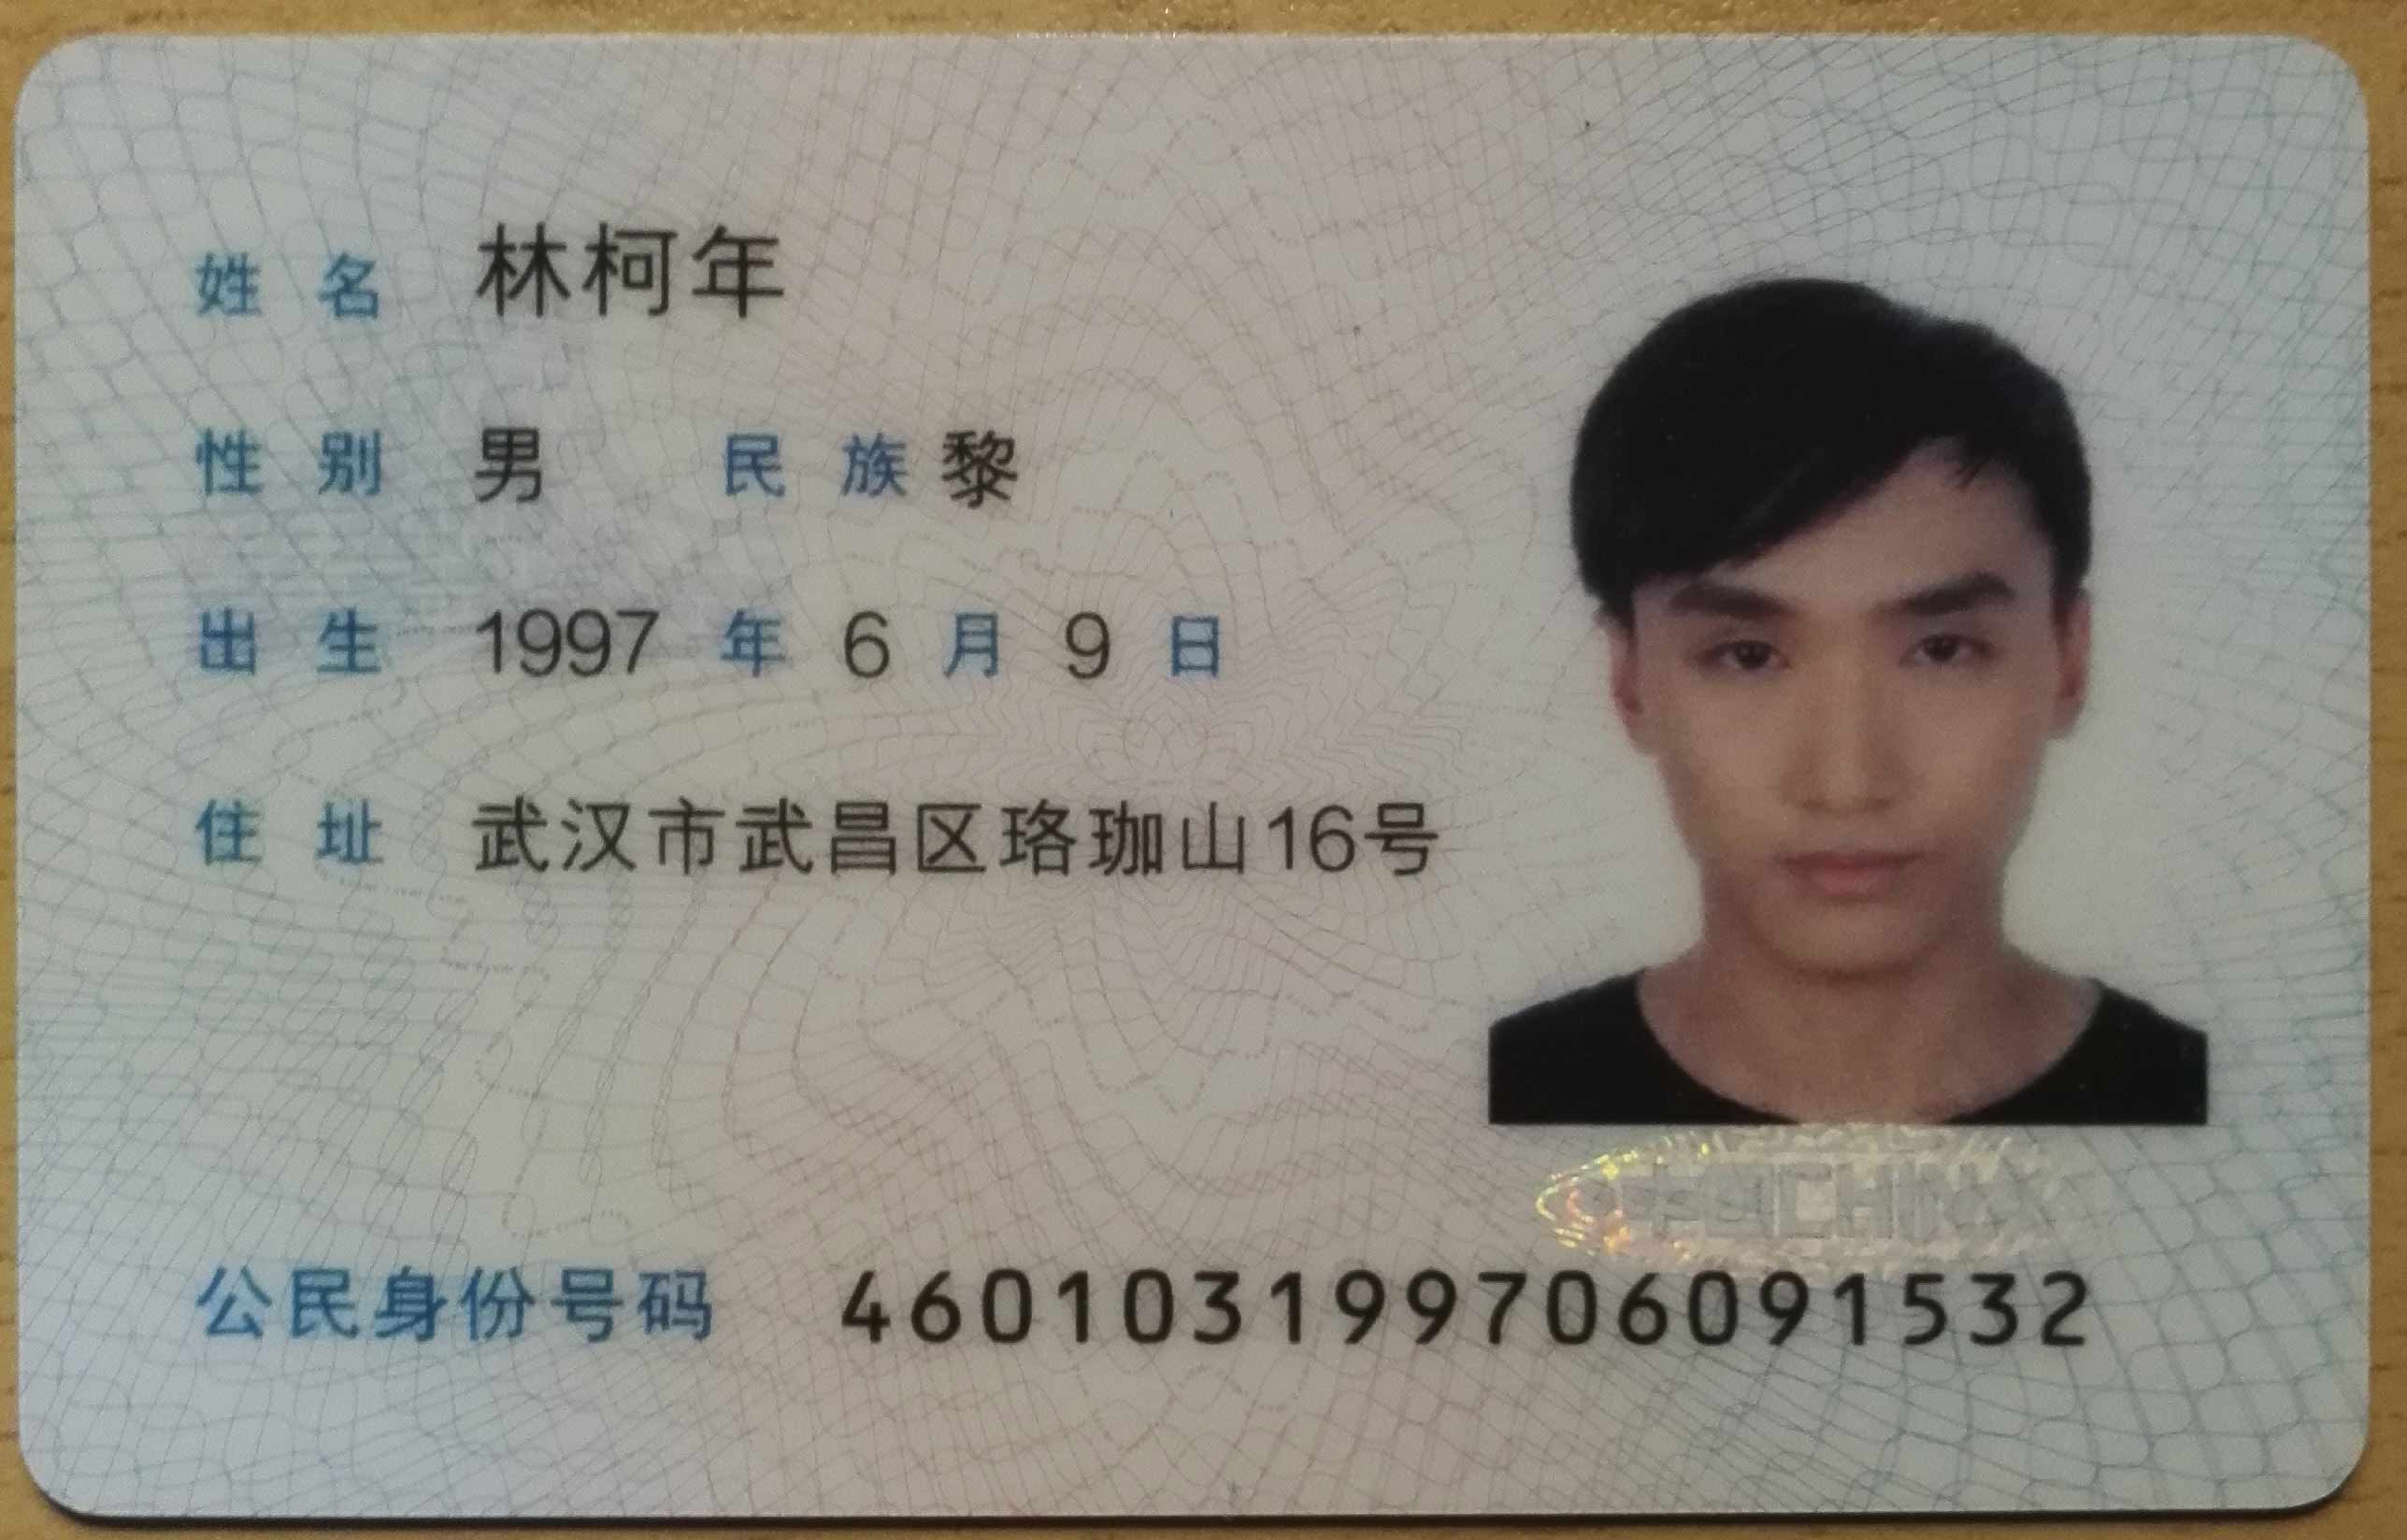 姓名 林柯年
性别 男 民族 黎
出生 1997 年 6 月 9 日
住址 武汉市武昌区珞珈山16号
CHINA
公民身份号码 460103199706091532